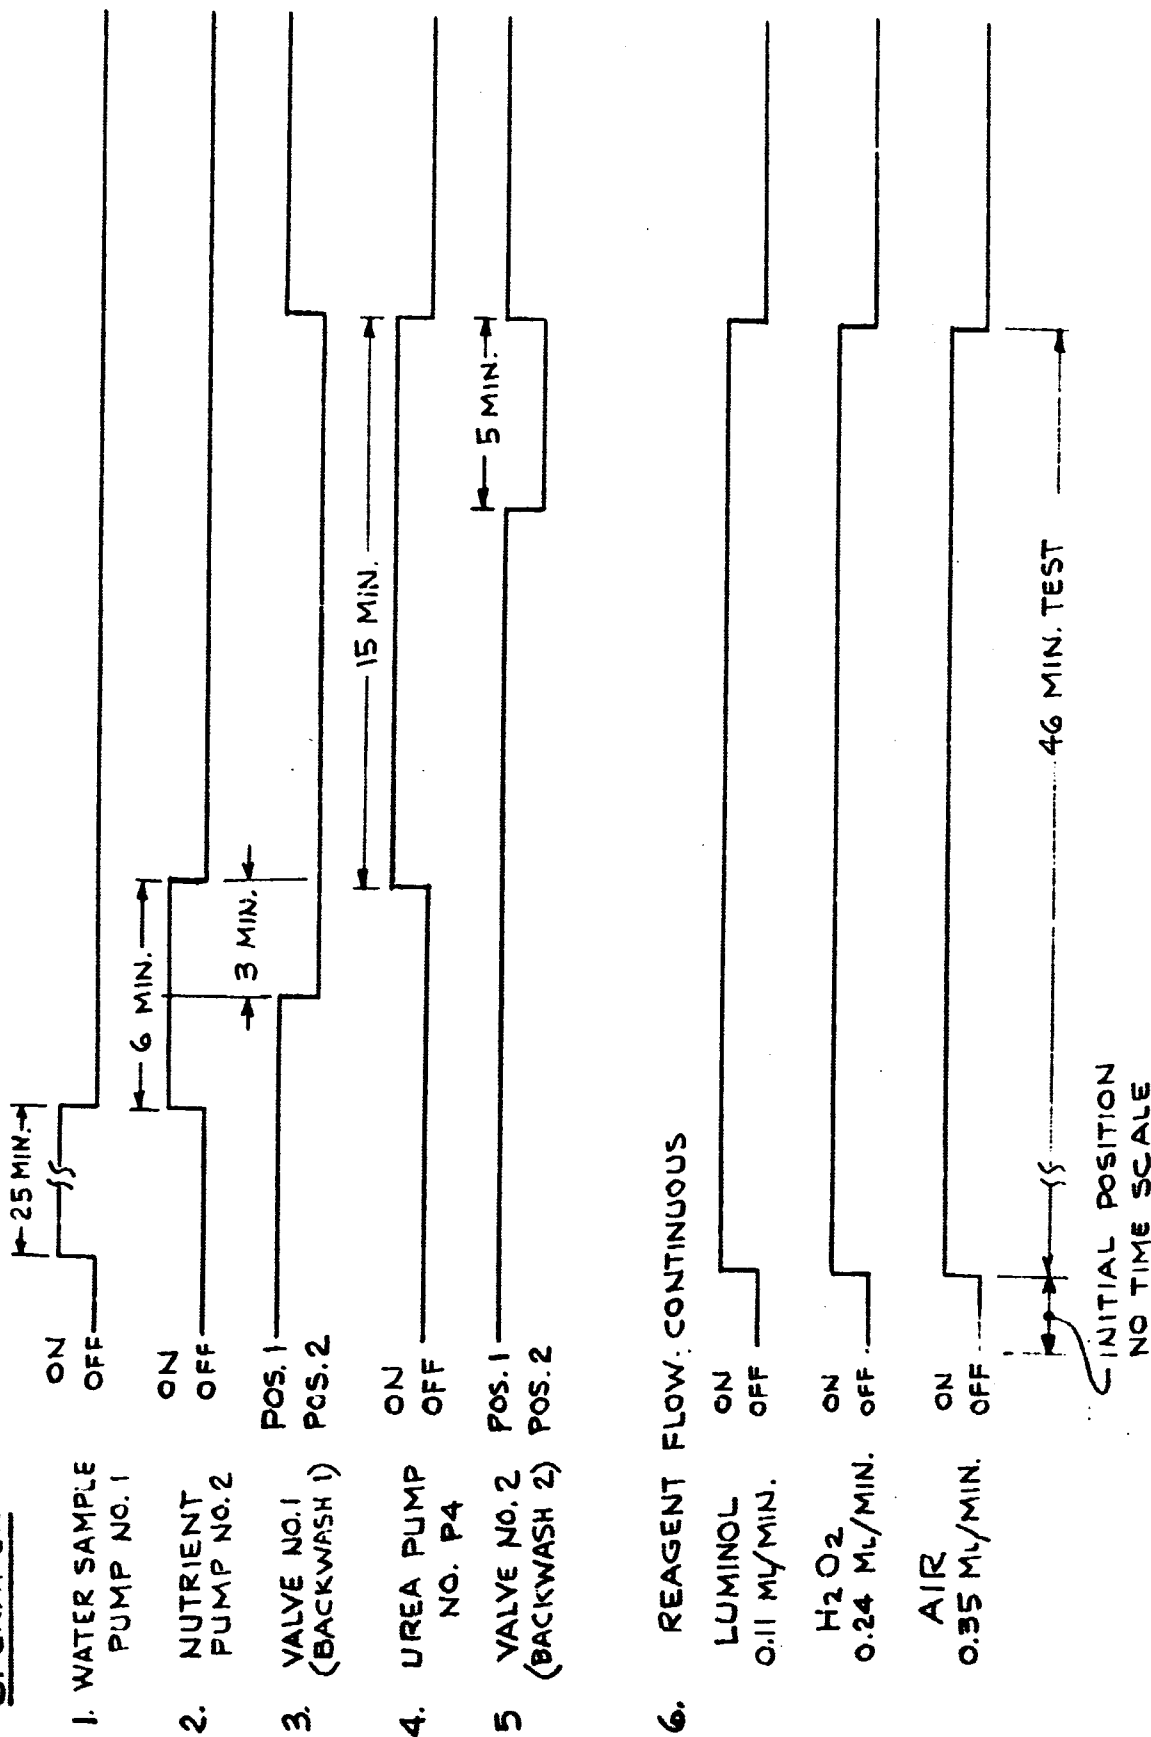 1. WATER SAMPLE
PUMP NO. 1
ON
OFF
25 MIN.
2. NUTRIENT
PUMP NO. 2
ON
OFF
6 MIN.
3. VALVE NO. 1
(BACKWASH 1)
POS. 1
POS. 2
3 MIN.
4. UREA PUMP
NO. P4
ON
OFF
15 MIN.
5 VALVE NO. 2
(BACKWASH 2)
POS. 1
POS. 2
5 MIN.
6. REAGENT FLOW. CONTINUOUS
LUMINOL
0.11 ML/MIN.
ON
OFF
H2O2
0.24 ML/MIN.
ON
OFF
AIR
0.35 ML/MIN.
ON
OFF
46 MIN. TEST
INITIAL POSITION
NO TIME SCALE